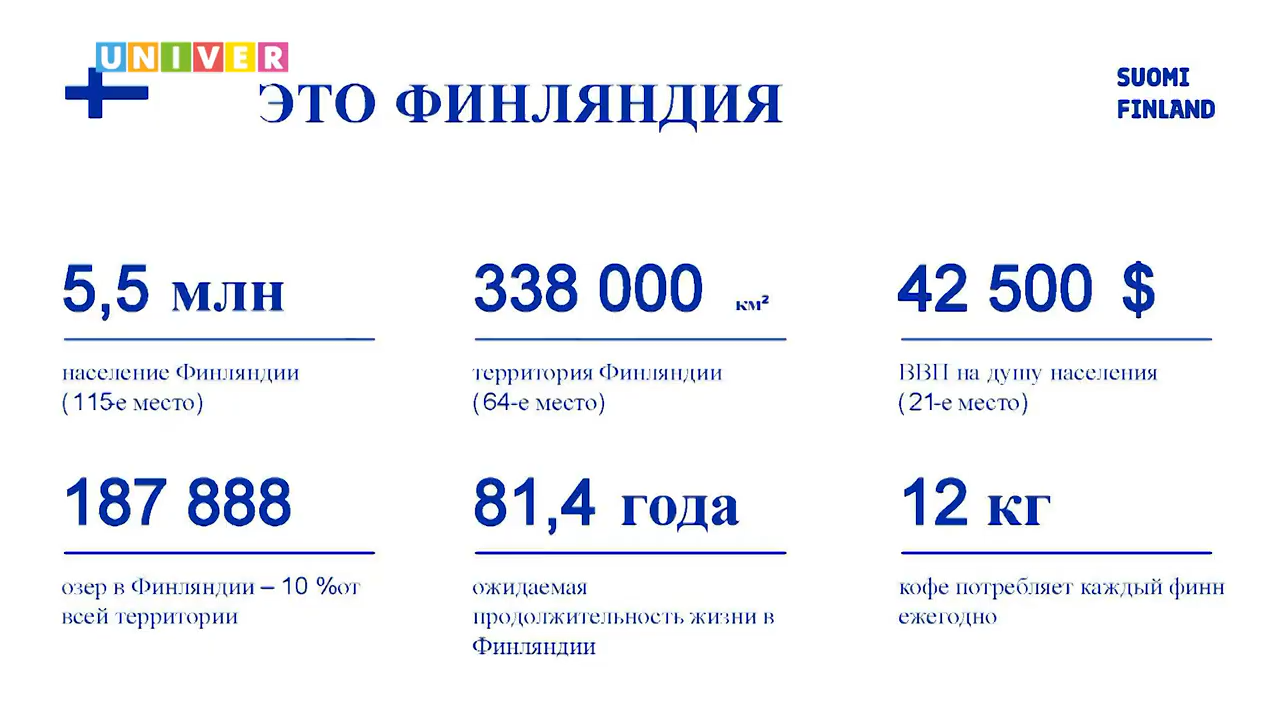 UNIVER
ЭТО ФИНЛЯНДИЯ
SUOMI
FINLAND
5,5 млн
население Финляндии
(115-е место)
338 000 км²
территория Финляндии
(64-е место)
42 500 $
ВВП на душу населения
(21-е место)
187 888
озер в Финляндии – 10 %от
всей территории
81,4 года
ожидаемая
продолжительность жизни в
Финляндии
12 кг
кофе потребляет каждый финн
ежегодно